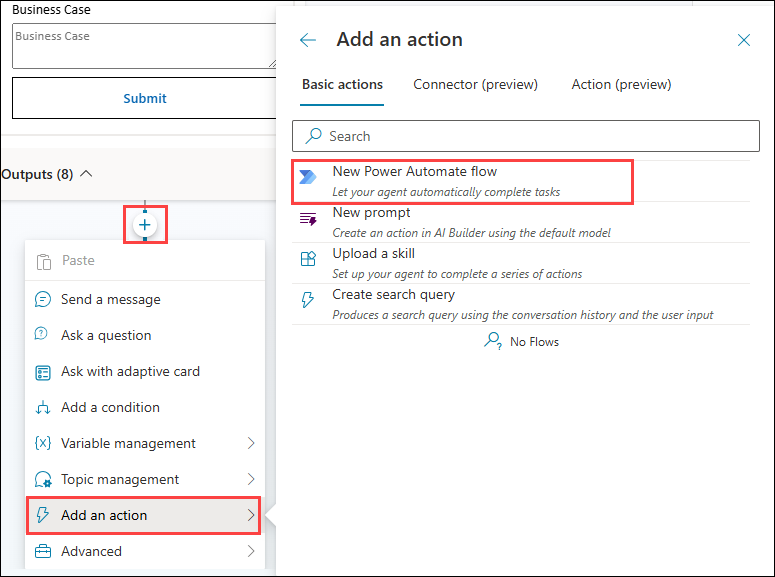 Business Case
Business Case
Submit
Outputs (8)
Paste
Send a message
Ask a question
Ask with adaptive card
Add a condition
Variable management
Topic management
Add an action
Advanced
Add an action
Basic actions
Connector (preview)
Action (preview)
Search
New Power Automate flow
Let your agent automatically complete tasks
New prompt
Create an action in AI Builder using the default model
Upload a skill
Set up your agent to complete a series of actions
Create search query
Produces a search query using the conversation history and the user input
No Flows